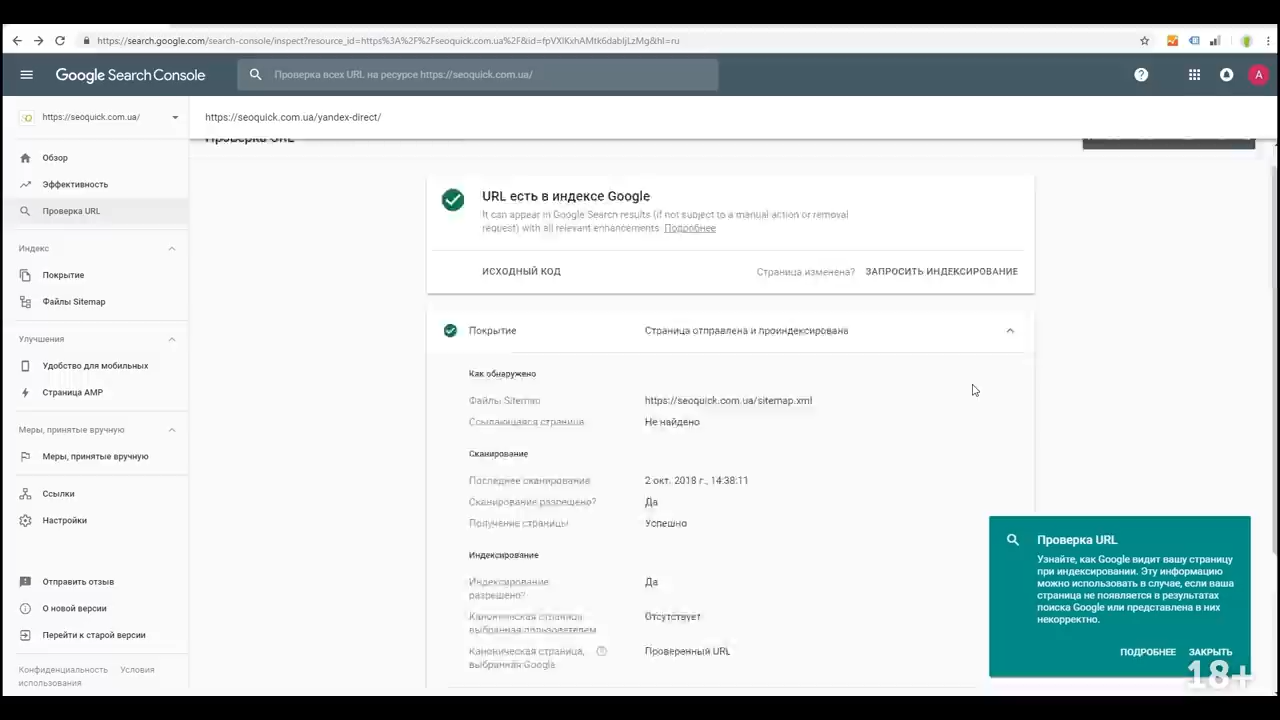 https://search.google.com/search-console/inspect?resource_id=https%3A%2F%2Fseoquick.com.ua%2F&id=fpVXlKxhAMtk6dabljLzMg&hl=ru
Google Search Console
Проверка всех URL на ресурсе https://seoquick.com.ua/
A
https://seoquick.com.ua/
https://seoquick.com.ua/yandex-direct/
Проверка URL
Обзор
Эффективность
Проверка URL
Индекс
Покрытие
Файлы Sitemap
Улучшения
Удобство для мобильных
Страница AMP
Меры, принятые вручную
Меры, принятые вручную
Ссылки
Настройки
Отправить отзыв
О новой версии
Перейти к старой версии
Конфиденциальность Условия
использования
URL есть в индексе Google
It can appear in Google Search results (if not subject to a manual action or removal
request) with all relevant enhancements. Подробнее
ИСХОДНЫЙ КОД
Страница изменена? ЗАПРОСИТЬ ИНДЕКСИРОВАНИЕ
Покрытие Страница отправлена и проиндексирована
Как обнаружено
Файлы Sitemap https://seoquick.com.ua/sitemap.xml
Ссылающаяся страница Не найдено
Сканирование
Последнее сканирование 2 окт. 2018 г., 14:38:11
Сканирование разрешено? Да
Получение страницы Успешно
Индексирование
Индексирование
разрешено? Да
Каноническая страница,
выбранная пользователем Отсутствует
Каноническая страница,
выбранная Google Проверенный URL
Проверка URL
Узнайте, как Google видит вашу страницу
при индексировании. Эту информацию
можно использовать в случае, если ваша
страница не появляется в результатах
поиска Google или представлена в них
некорректно.
ПОДРОБНЕЕ ЗАКРЫТЬ
18+